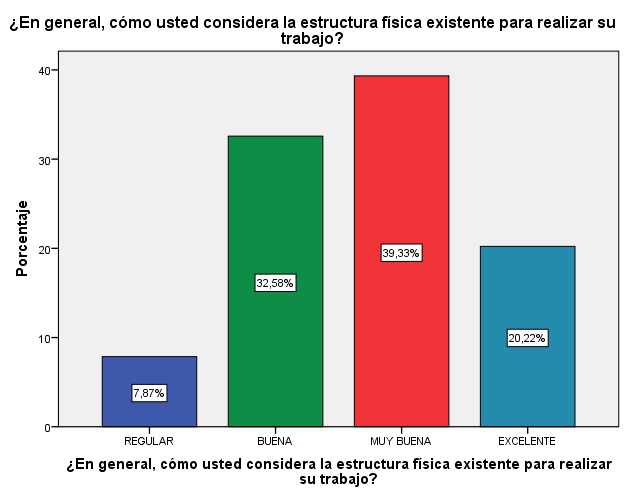 ¿En general, cómo usted considera la estructura física existente para realizar su
trabajo?
Porcentaje
40
30
20
10
0
7,87%
32,58%
39,33%
20,22%
REGULAR
BUENA
MUY BUENA
EXCELENTE
¿En general, cómo usted considera la estructura física existente para realizar
su trabajo?